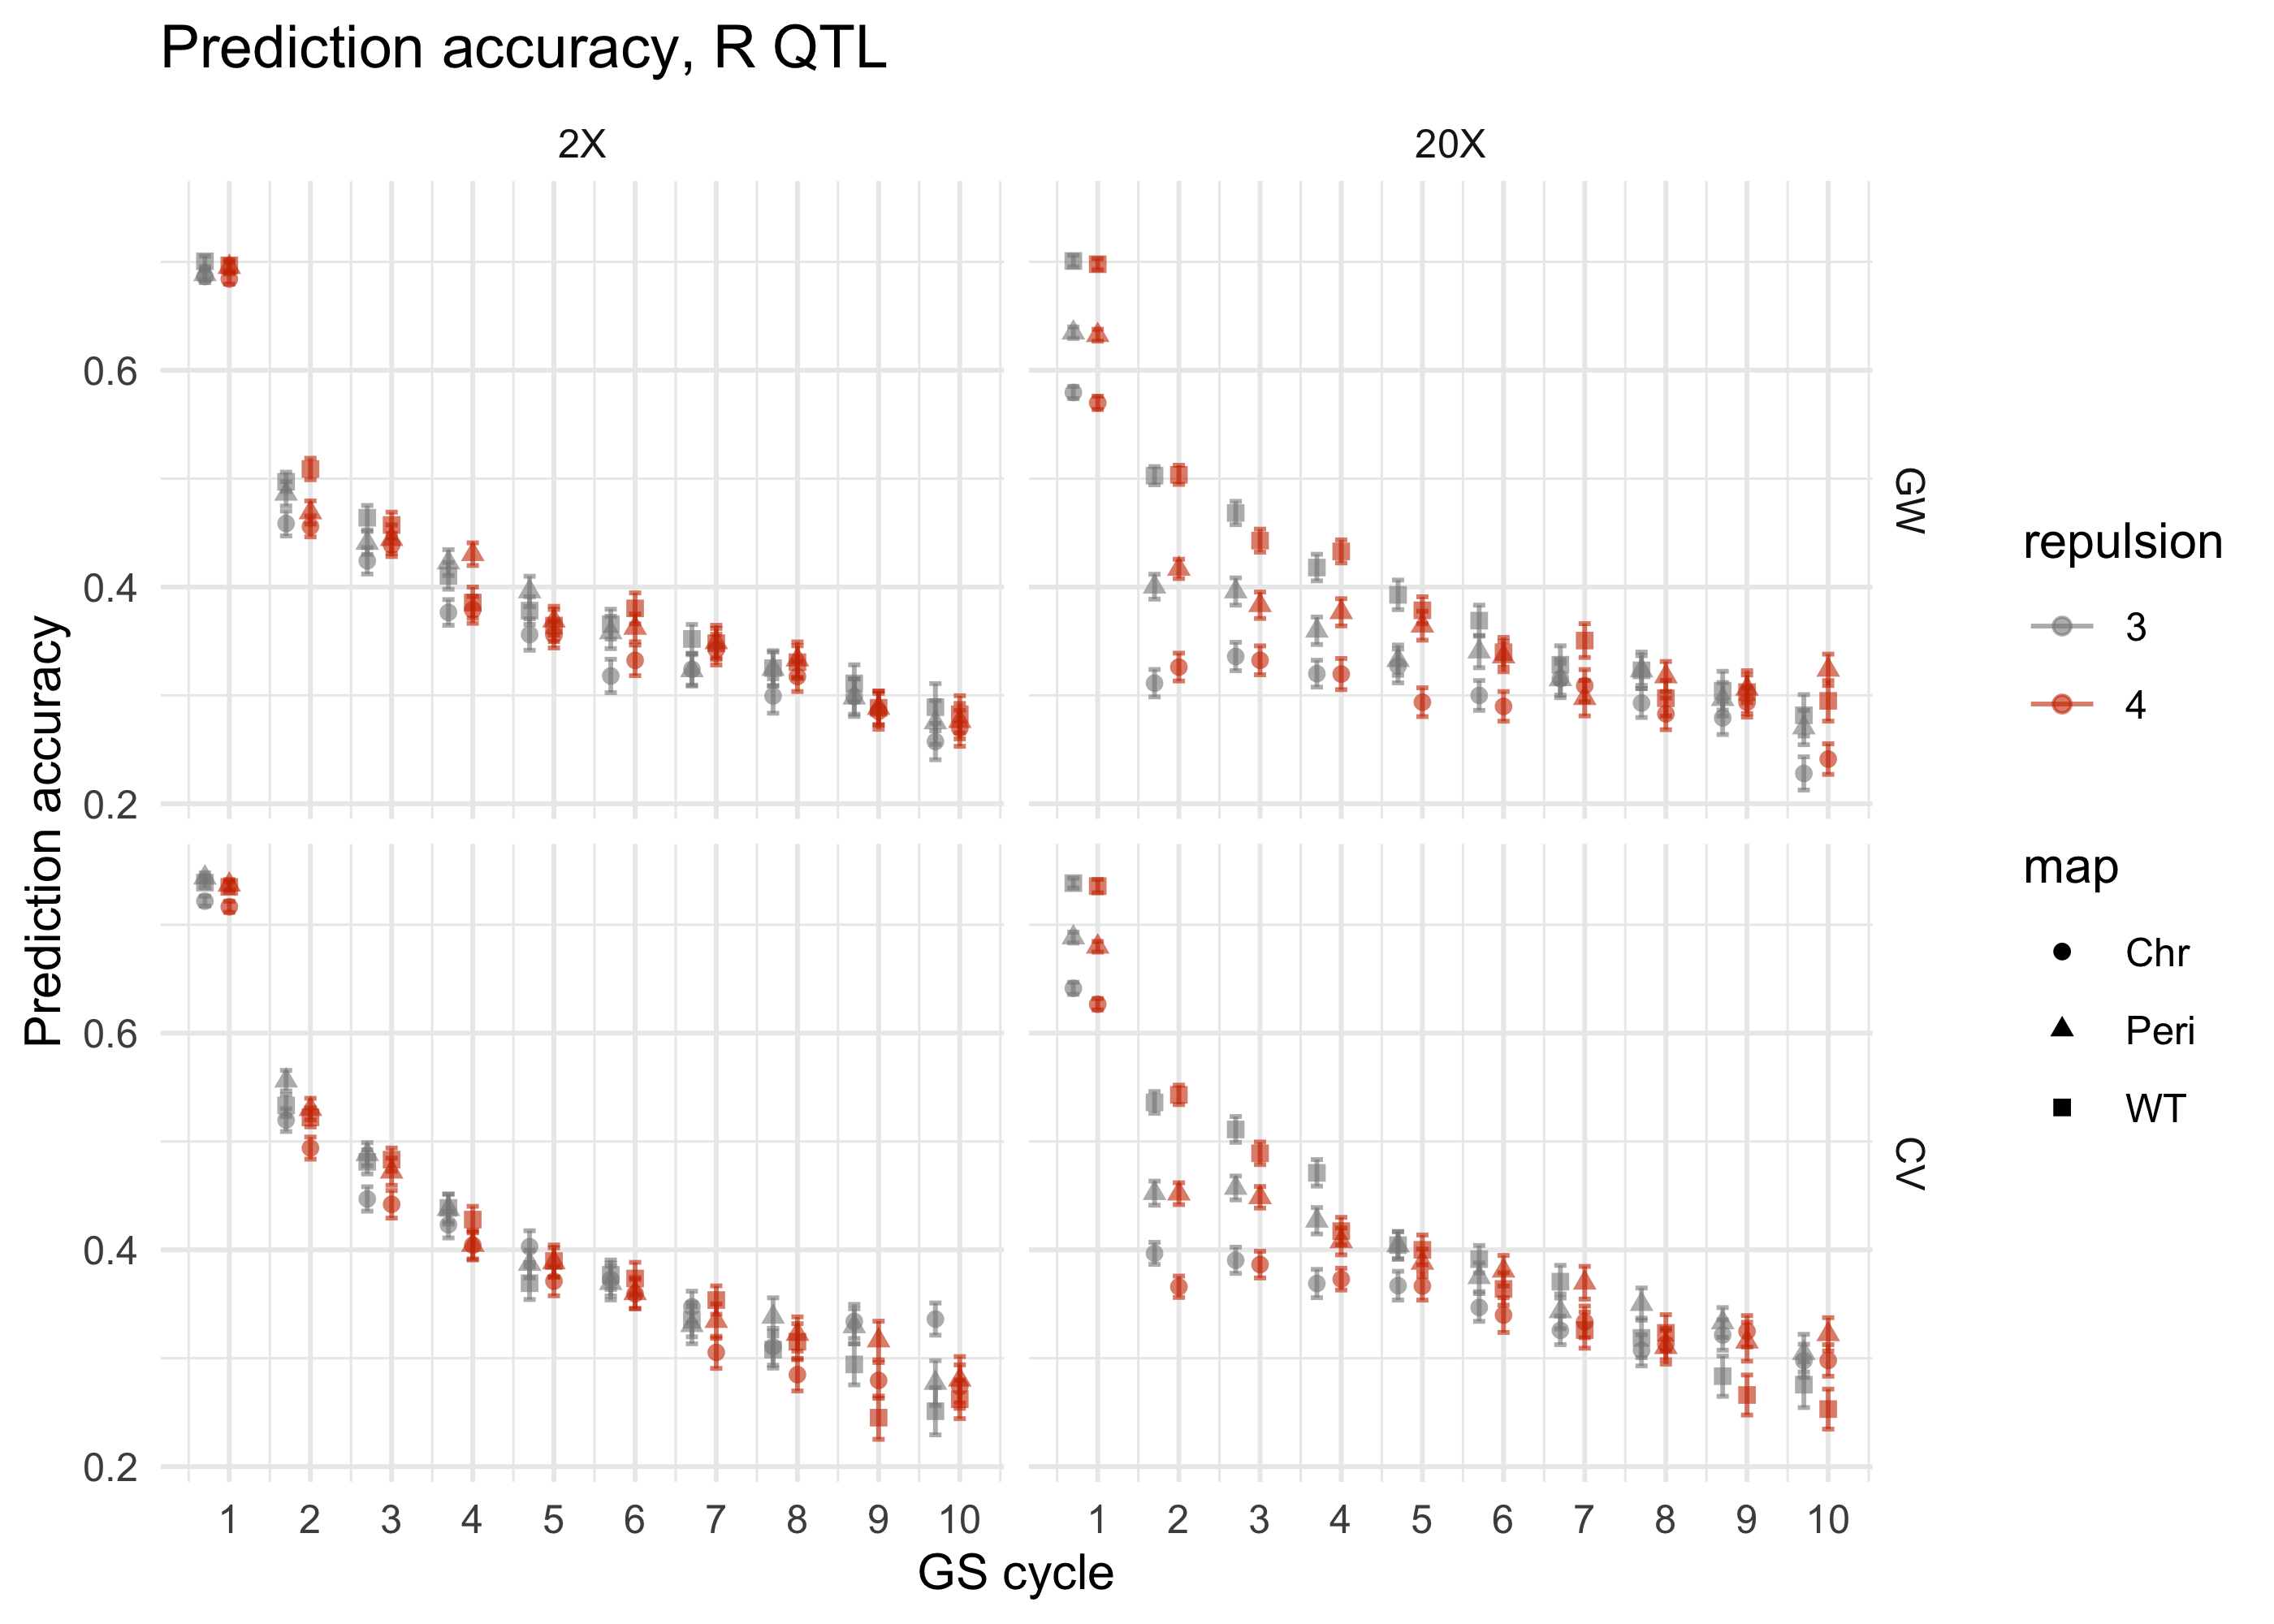 Prediction accuracy, R QTL
2X
20X
Prediction accuracy
0.6
0.4
0.2
GW
0.6
0.4
0.2
CV
1 2 3 4 5 6 7 8 9 10
1 2 3 4 5 6 7 8 9 10
GS cycle
repulsion
3
4
map
Chr
Peri
WT